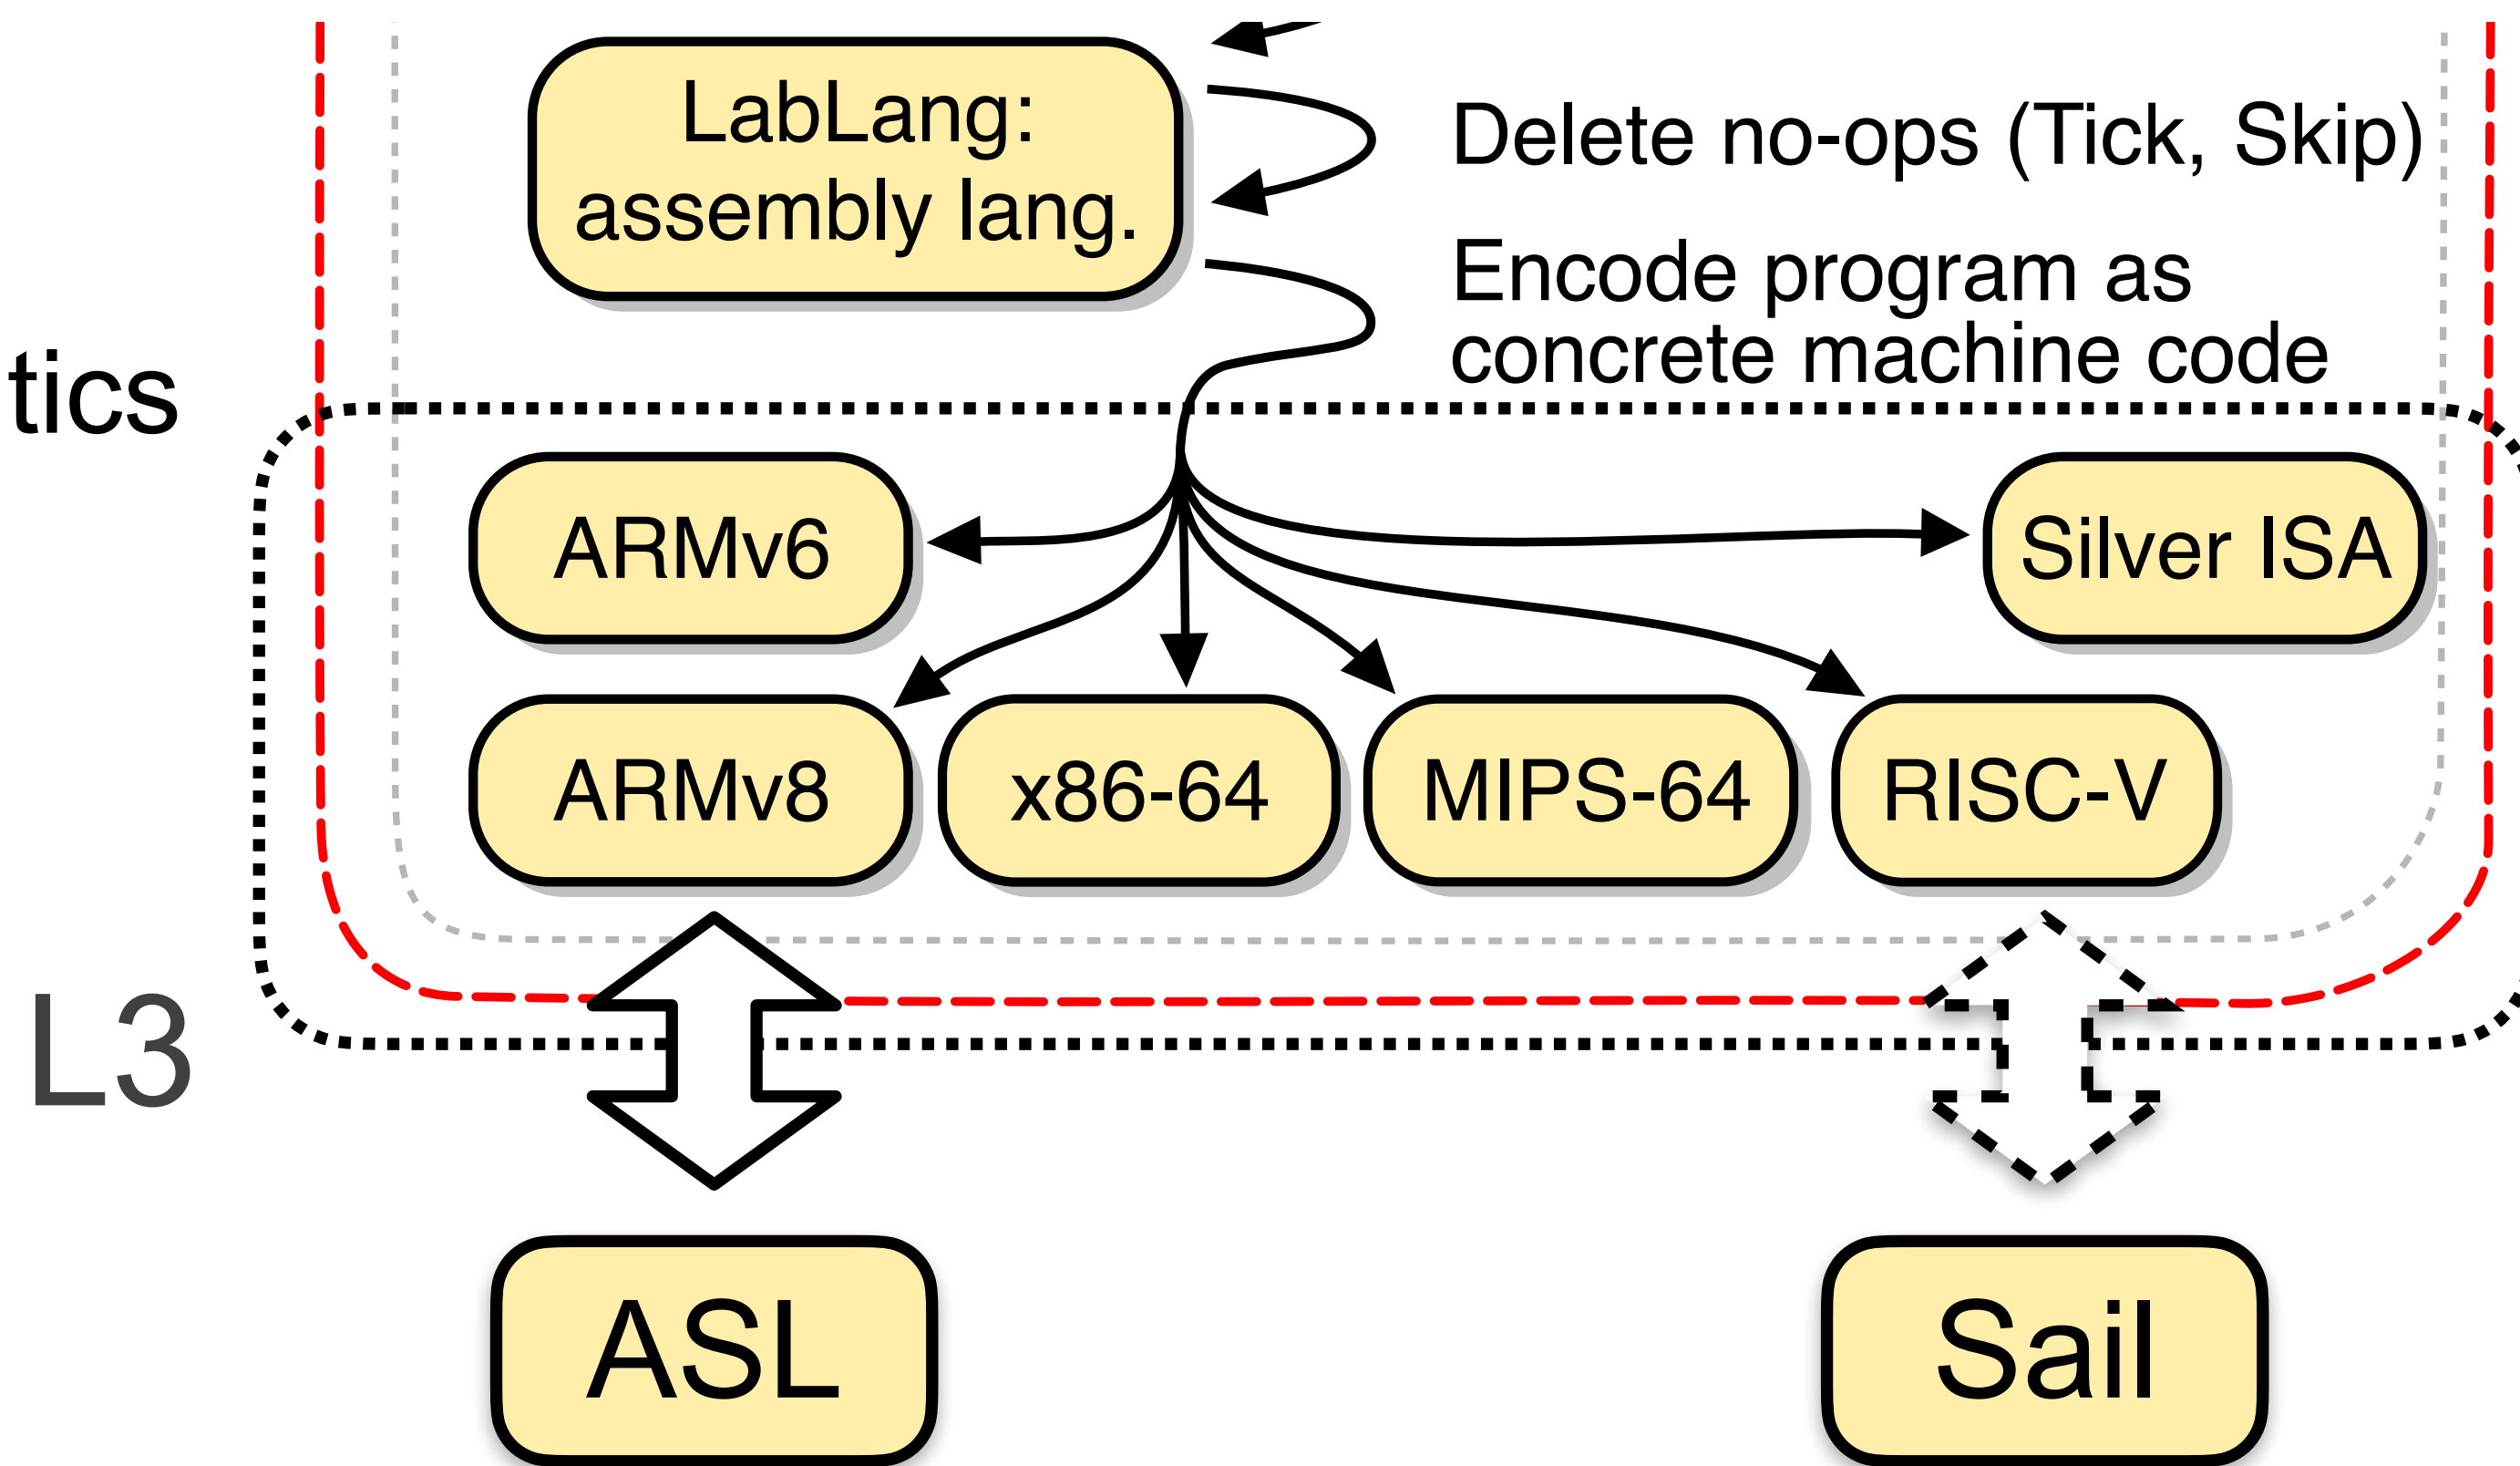 LabLang:
assembly lang.
Delete no-ops (Tick, Skip)
Encode program as
concrete machine code
tics
ARMv6
Silver ISA
ARMv8
x86-64
MIPS-64
RISC-V
L3
ASL
Sail